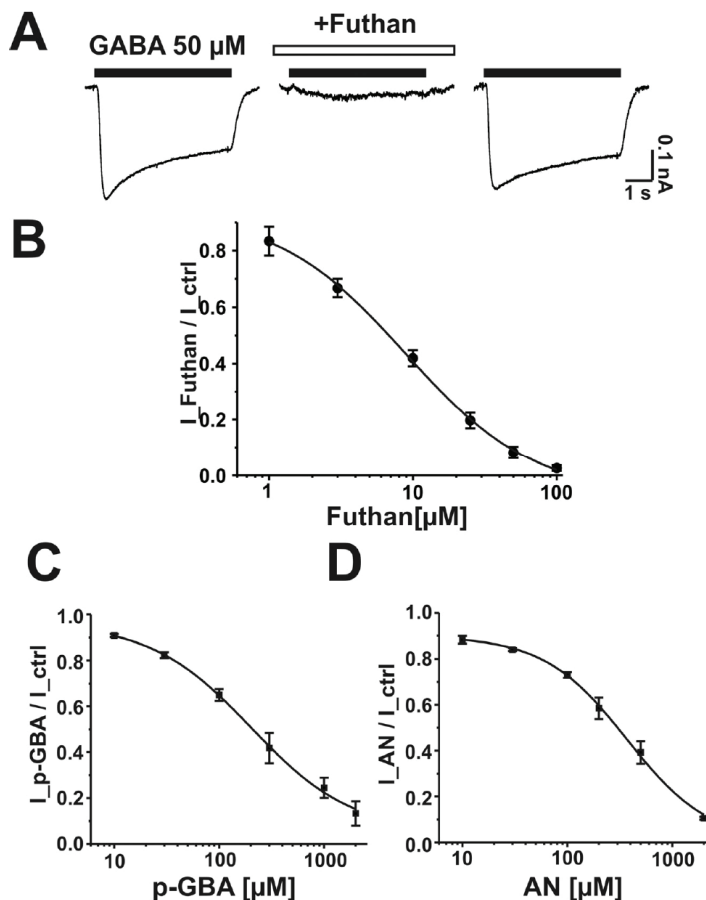 A
+Futhan
GABA 50 µM
0.1 nA
1 s
B
I_Futhan / I_ctrl
0.8
0.6
0.4
0.2
0.0
1
10
100
Futhan[µM]
C
I_p-GBA / I_ctrl
1.0
0.8
0.6
0.4
0.2
0.0
10
100
1000
p-GBA [µM]
D
I_AN / I_ctrl
1.0
0.8
0.6
0.4
0.2
0.0
10
100
1000
AN [µM]